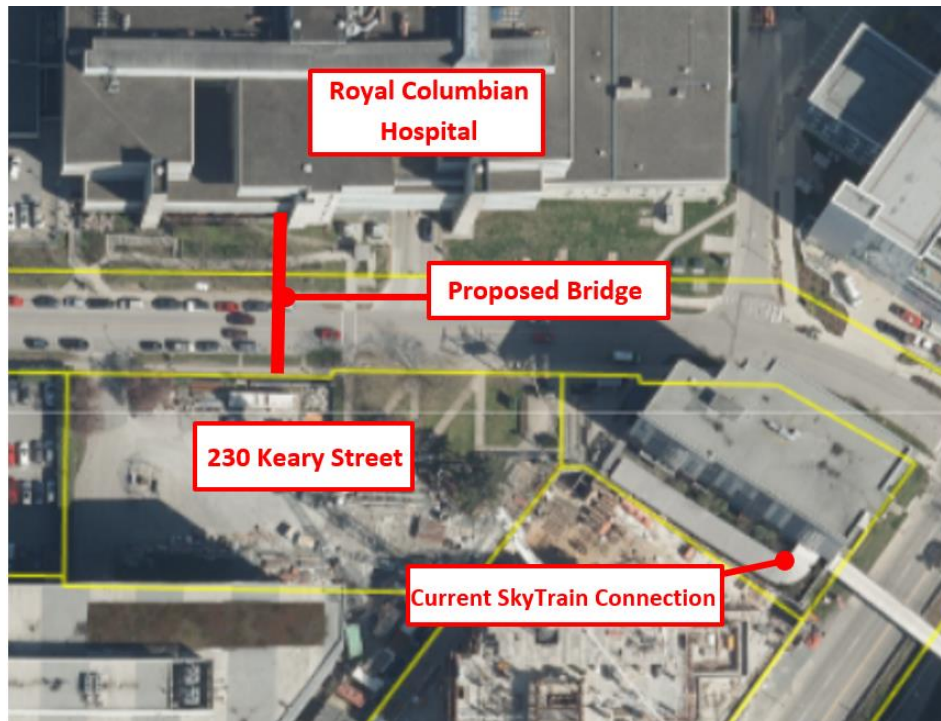 Royal Columbian
Hospital
Proposed Bridge
230 Keary Street
Current SkyTrain Connection